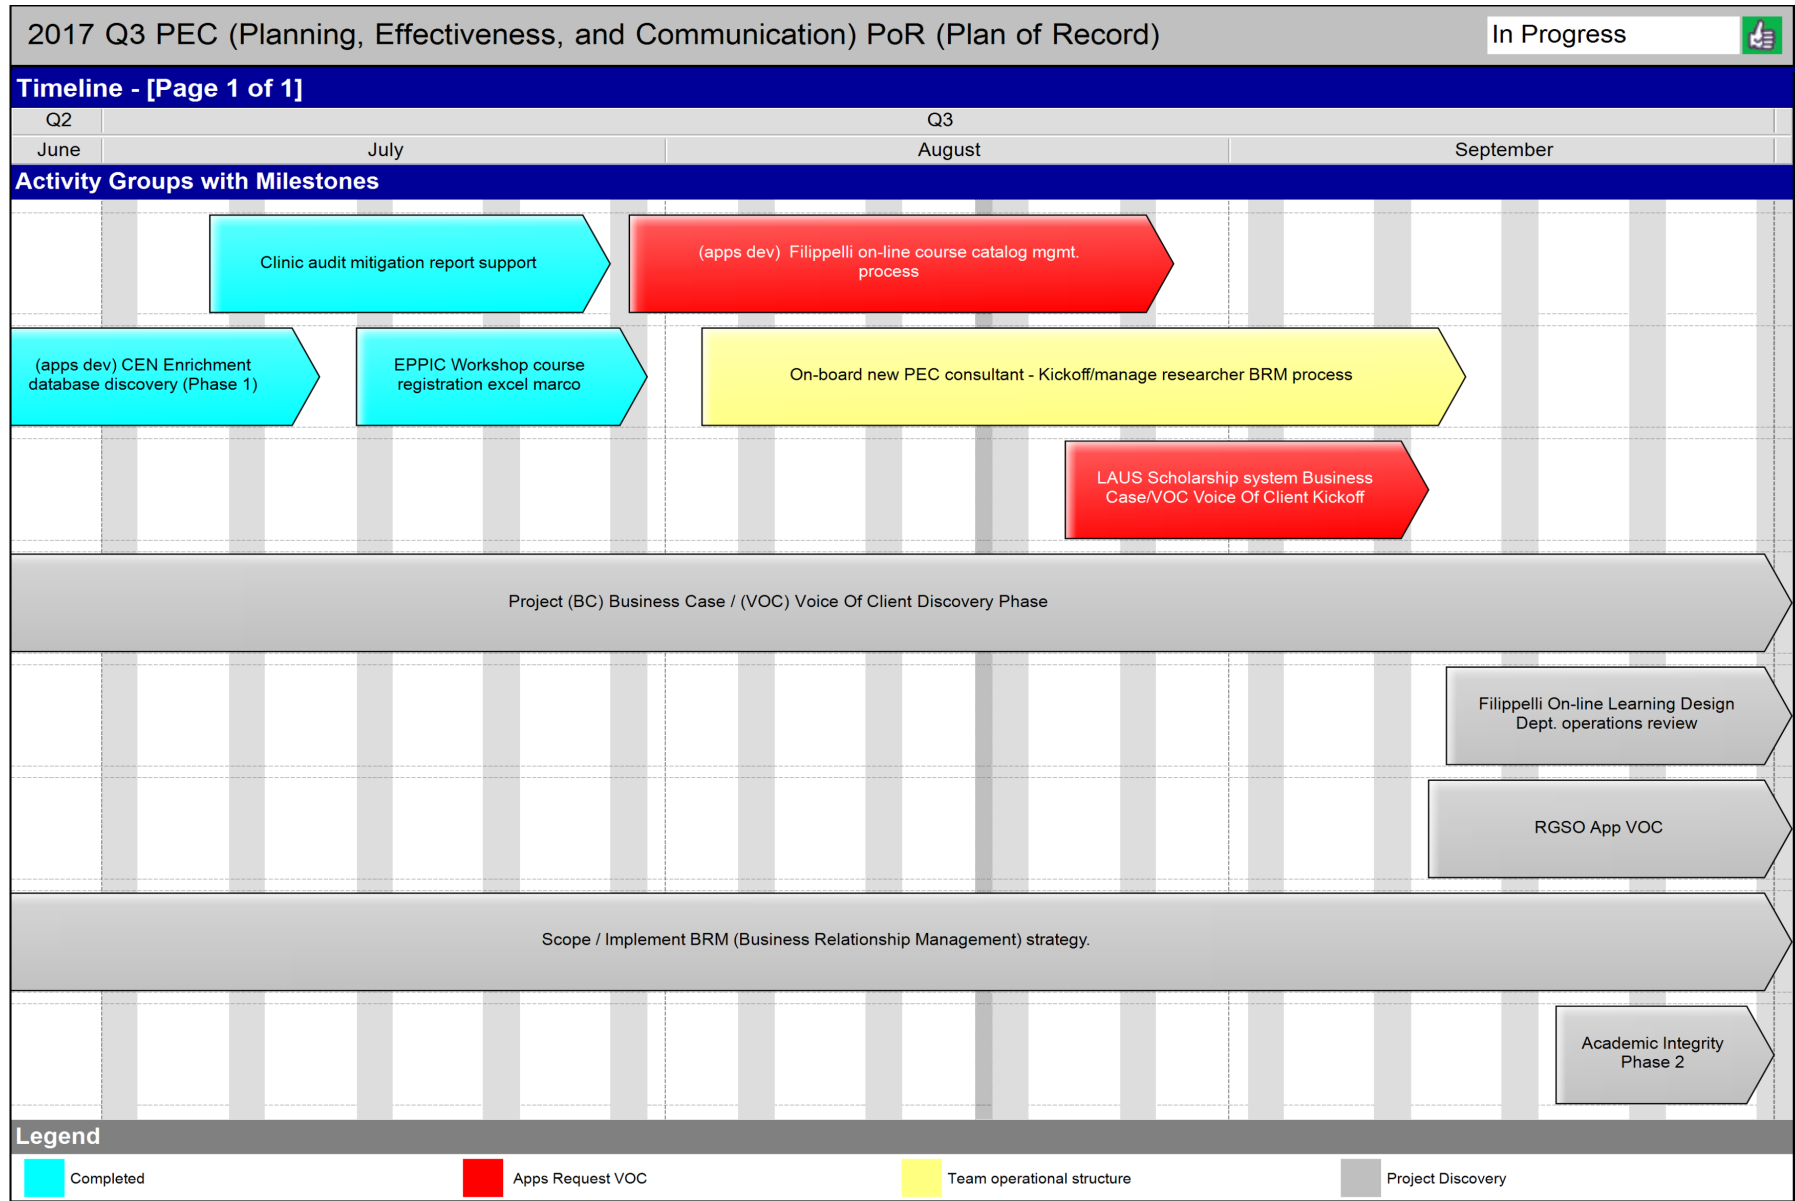 2017 Q3 PEC (Planning, Effectiveness, and Communication) PoR (Plan of Record)
In Progress
Timeline - [Page 1 of 1]
Q2
Q3
June
July
August
September
Activity Groups with Milestones
Clinic audit mitigation report support
(apps dev)  Filippelli on-line course catalog mgmt.
process
(apps dev) CEN Enrichment
database discovery (Phase 1)
EPPIC Workshop course
registration excel marco
On-board new PEC consultant - Kickoff/manage researcher BRM process
LAUS Scholarship system Business
Case/VOC Voice Of Client Kickoff
Project (BC) Business Case / (VOC) Voice Of Client Discovery Phase
Filippelli On-line Learning Design
Dept. operations review
RGSO App VOC
Scope / Implement BRM (Business Relationship Management) strategy.
Academic Integrity
Phase 2
Legend
Completed
Apps Request VOC
Team operational structure
Project Discovery